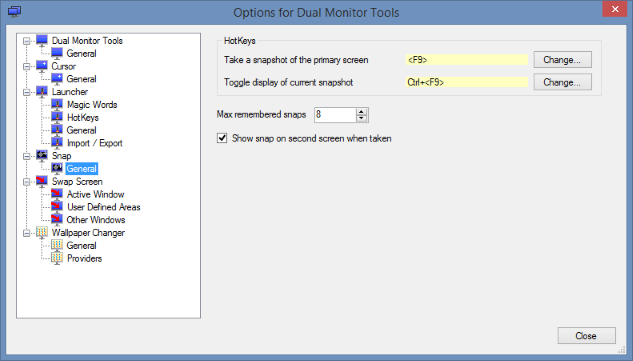 Options for Dual Monitor Tools
Dual Monitor Tools
General
Cursor
General
Launcher
Magic Words
HotKeys
General
Import / Export
Snap
General
Swap Screen
Active Window
User Defined Areas
Other Windows
Wallpaper Changer
General
Providers
HotKeys
Take a snapshot of the primary screen <F9> Change...
Toggle display of current snapshot Ctrl+<F9> Change...
Max remembered snaps 8
Show snap on second screen when taken
Close